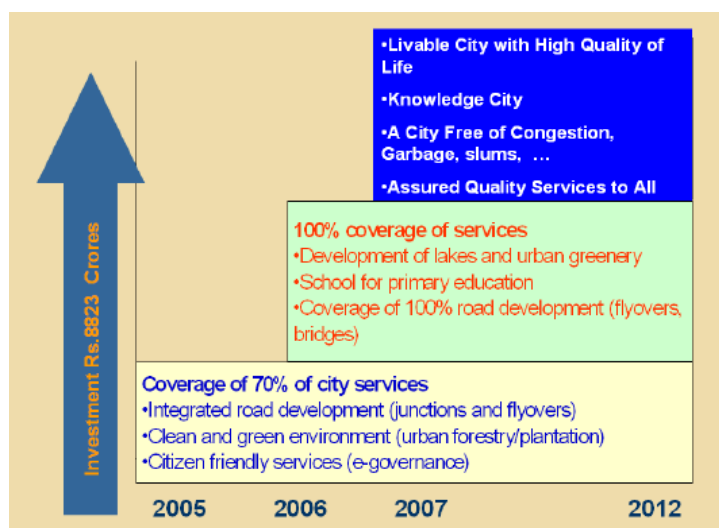 •Livable City with High Quality of
Life
•Knowledge City
•A City Free of Congestion,
Garbage, slums, ...
•Assured Quality Services to All
100% coverage of services
•Development of lakes and urban greenery
•School for primary education
•Coverage of 100% road development (flyovers,
bridges)
Coverage of 70% of city services
•Integrated road development (junctions and flyovers)
•Clean and green environment (urban forestry/plantation)
•Citizen friendly services (e-governance)
Investment Rs.8823 Crores
2005 2006 2007 2012